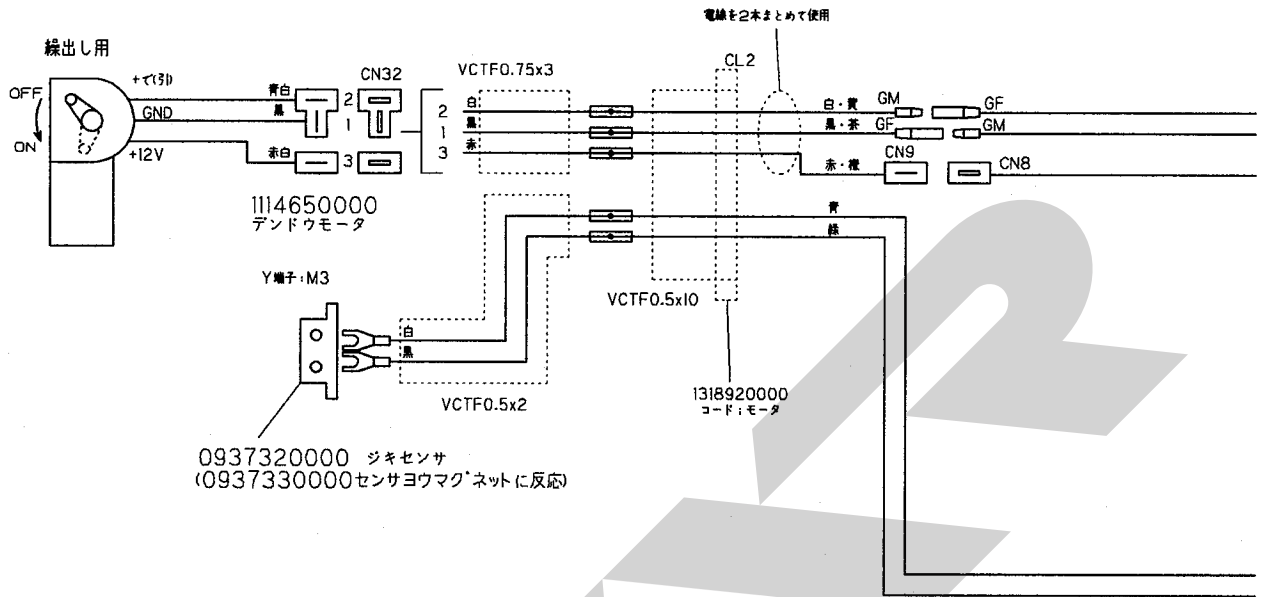 電線を2本まとめて使用
繰出し用
CL2
VCTF0.75x3
CN32
+で(引)
青白
OFF
2
2
白
白・黄
GM
GF
GND
黒
1
1
黒
黒・茶
GF
GM
ON
+12V
赤白
3
3
赤
赤・橙
CN9
CN8
1114650000
デンドウモータ
青
緑
Y端子:M3
VCTF0.5x10
白
黒
VCTF0.5x2
1318920000
コード;モータ
0937320000 ジキセンサ
(0937330000センサヨウマグネットに反応)